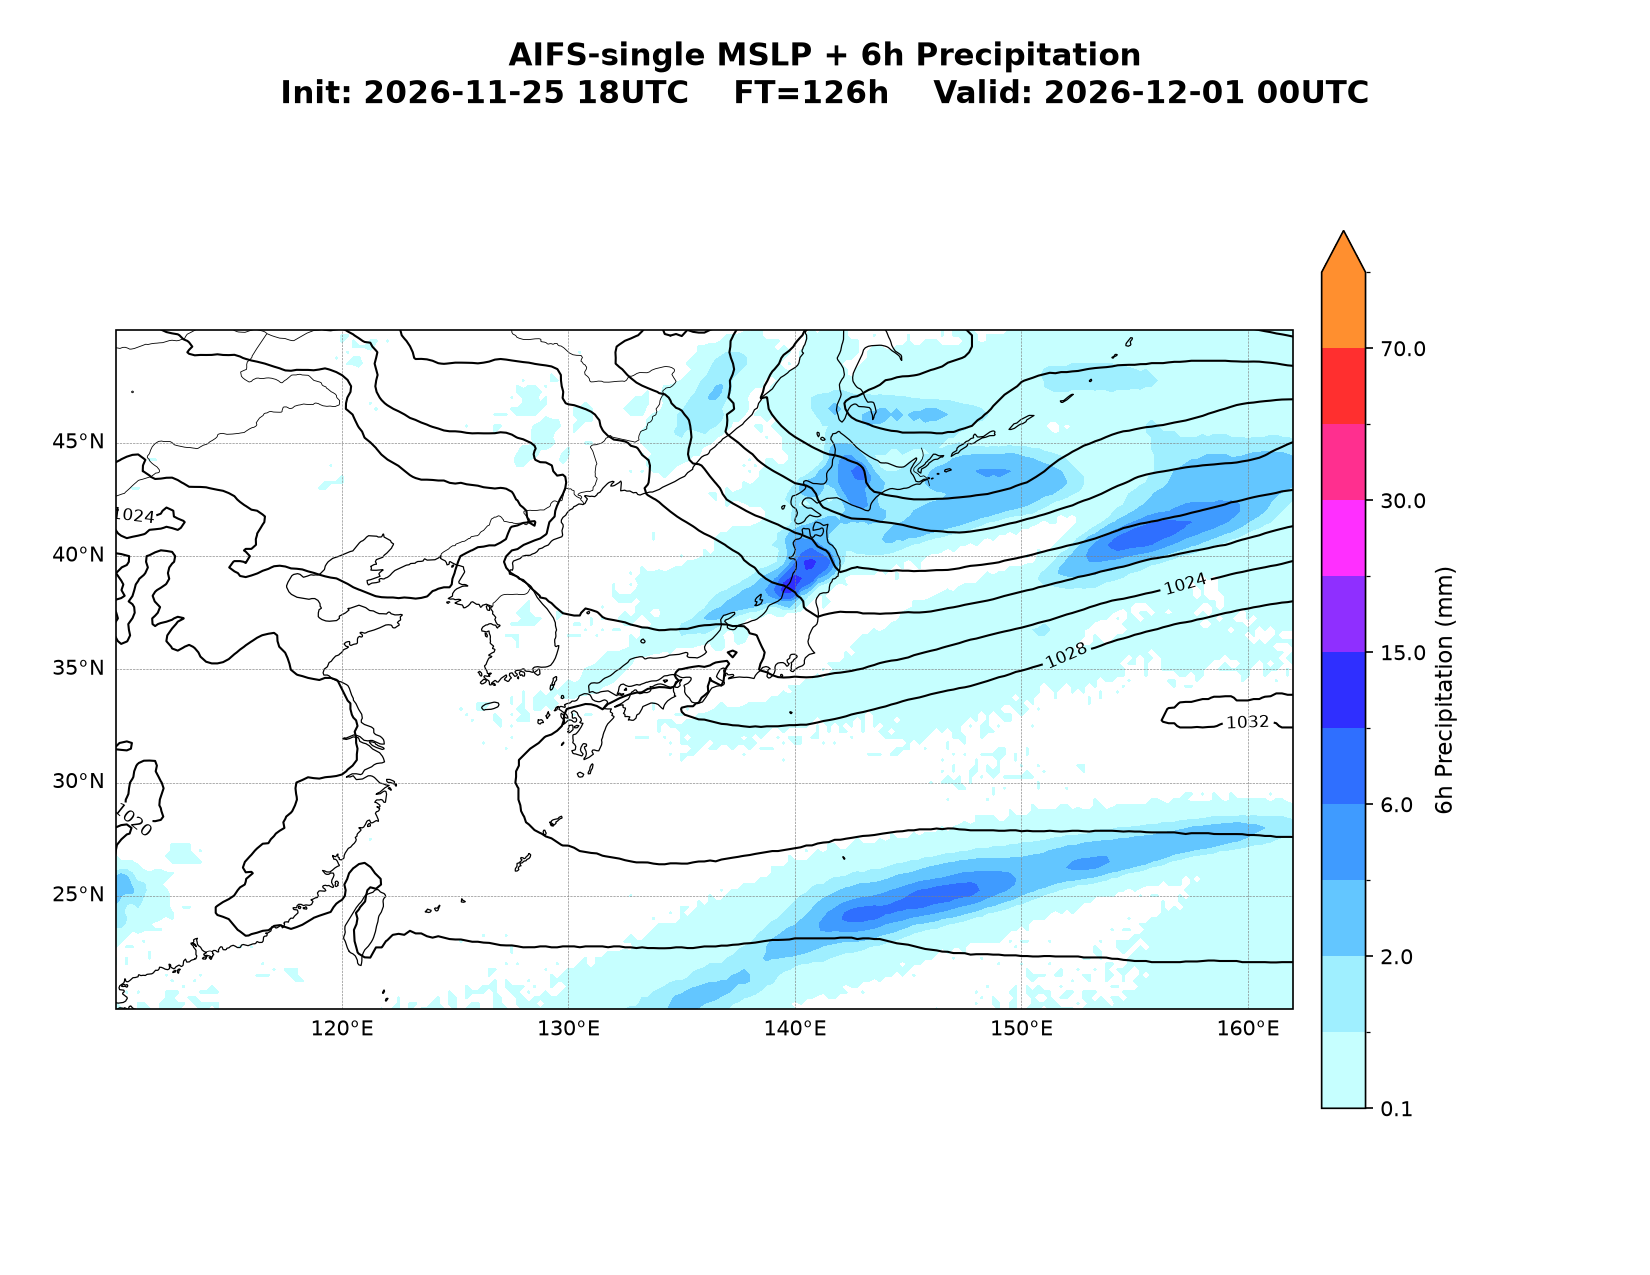 AIFS-single MSLP + 6h Precipitation
Init: 2026-11-25 18UTC    FT=126h    Valid: 2026-12-01 00UTC
70.0
45°N
30.0
1024
40°N
1024
15.0
6h Precipitation (mm)
35°N
1028
1032
30°N
6.0
1020
25°N
2.0
120°E
130°E
140°E
150°E
160°E
0.1